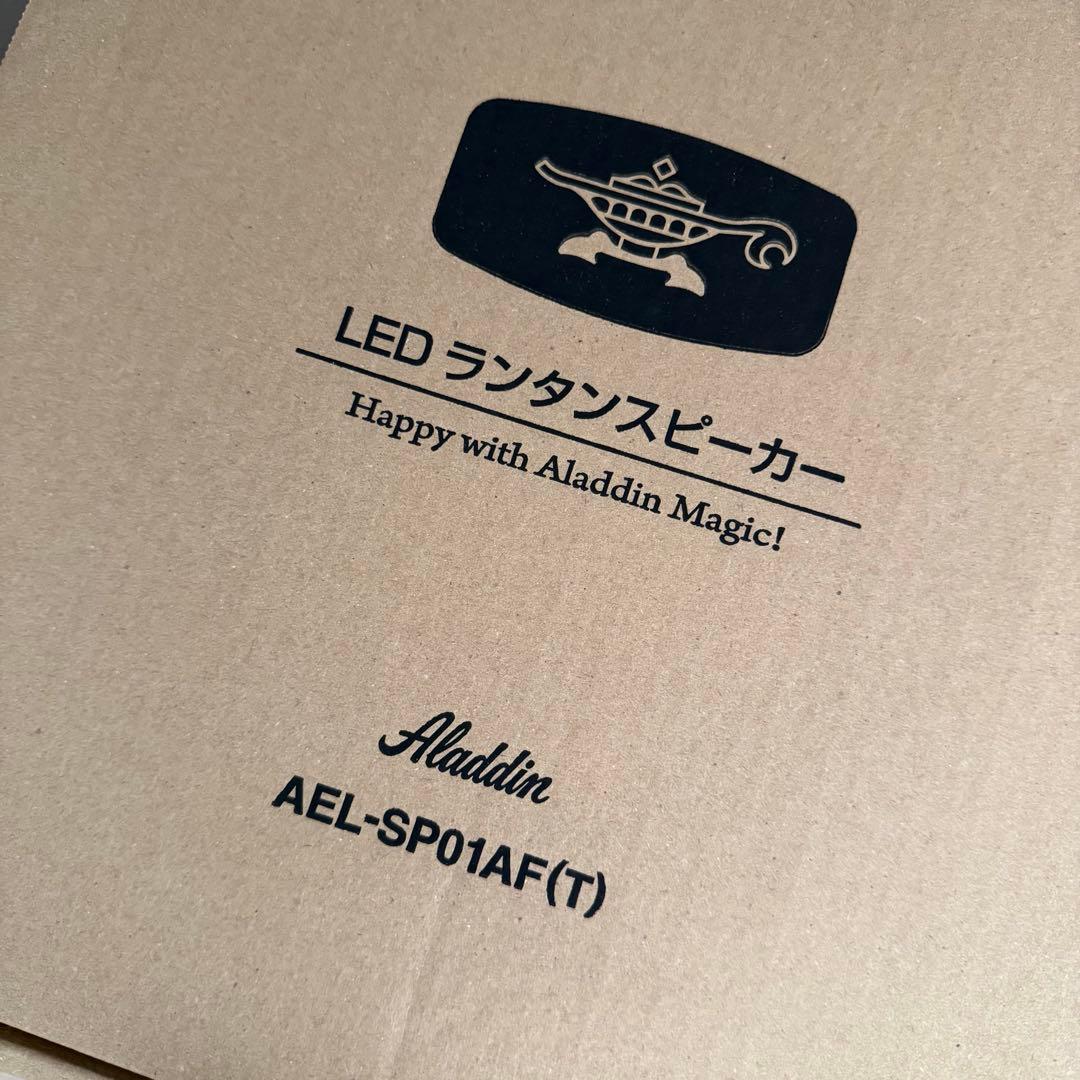 LED ランタンスピーカー
Happy with Aladdin Magic!
Aladdin
AEL-SP01AF(T)